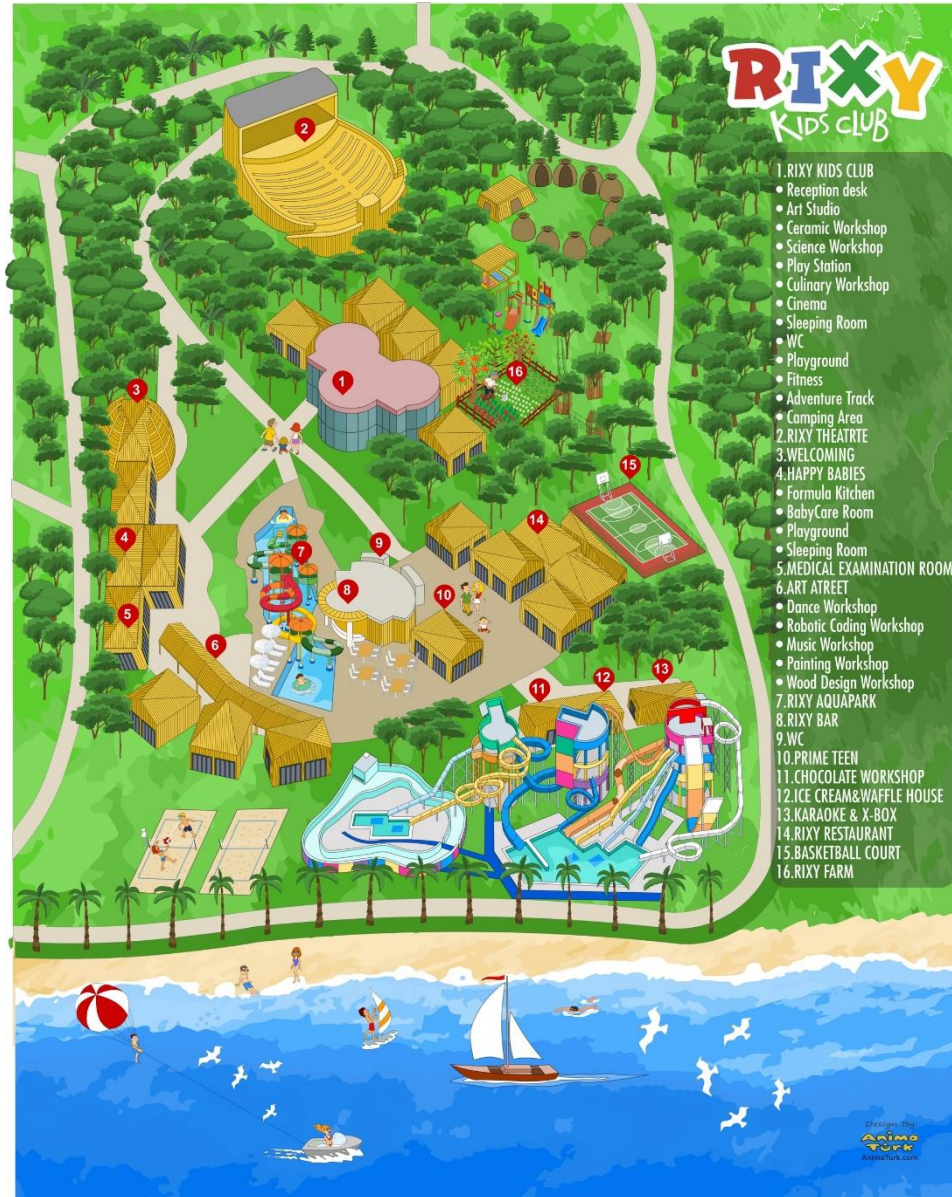 RIXY
KIDS CLUB
1.RIXY KIDS CLUB
• Reception desk
• Art Studio
• Ceramic Workshop
• Science Workshop
• Play Station
• Culinary Workshop
• Cinema
• Sleeping Room
• WC
• Playground
• Fitness
• Adventure Track
• Camping Area
2.RIXY THEATRTE
3.WELCOMING
4.HAPPY BABIES
• Formula Kitchen
• BabyCare Room
• Playground
• Sleeping Room
5.MEDICAL EXAMINATION ROOM
6.ART ATREET
• Dance Workshop
• Robotic Coding Workshop
• Music Workshop
• Painting Workshop
• Wood Design Workshop
7.RIXY AQUAPARK
8.RIXY BAR
9.WC
10.PRIME TEEN
11.CHOCOLATE WORKSHOP
12.ICE CREAM&WAFFLE HOUSE
13.KARAOKE & X-BOX
14.RIXY RESTAURANT
15.BASKETBALL COURT
16.RIXY FARM
2
1
16
3
15
14
4
7
9
8
10
5
6
11
12
13
Design By
Anima
Türk
AnimaTurk.com